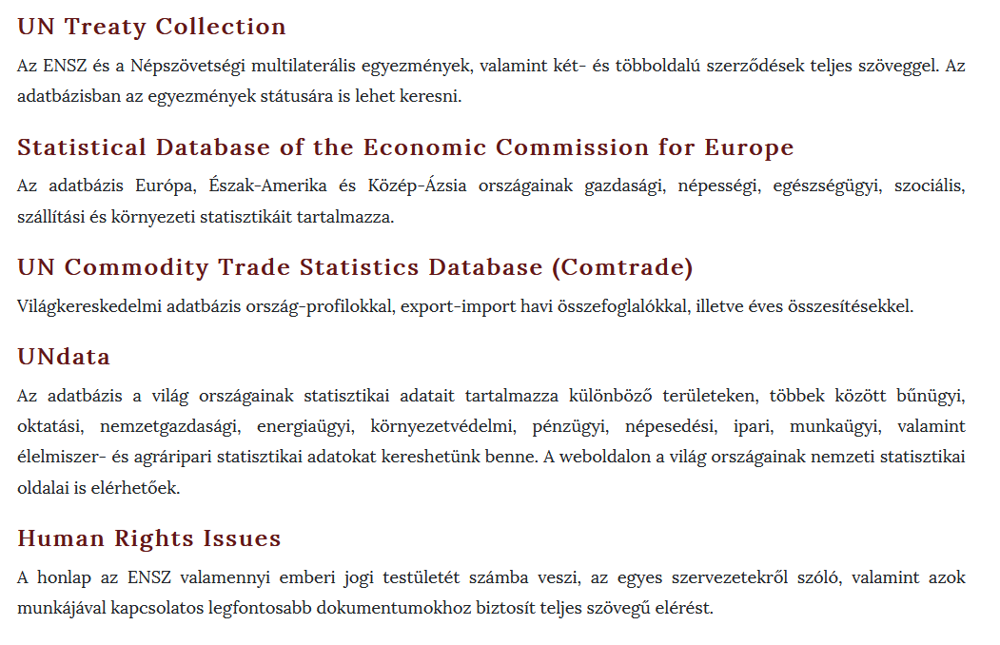 UN Treaty Collection
Az ENSZ és a Népszövetségi multilaterális egyezmények, valamint két- és többoldalú szerződések teljes szöveggel. Az
adatbázisban az egyezmények státusára is lehet keresni.
Statistical Database of the Economic Commission for Europe
Az adatbázis Európa, Észak-Amerika és Közép-Ázsia országainak gazdasági, népességi, egészségügyi, szociális,
szállítási és környezeti statisztikáit tartalmazza.
UN Commodity Trade Statistics Database (Comtrade)
Világkereskedelmi adatbázis ország-profilokkal, export-import havi összefoglalókkal, illetve éves összesítésekkel.
UNdata
Az adatbázis a világ országainak statisztikai adatait tartalmazza különböző területeken, többek között bűnügyi,
oktatási, nemzetgazdasági, energiaügyi, környezetvédelmi, pénzügyi, népesedési, ipari, munkaügyi, valamint
élelmiszer- és agráripari statisztikai adatokat kereshetünk benne. A weboldalon a világ országainak nemzeti statisztikai
oldalai is elérhetőek.
Human Rights Issues
A honlap az ENSZ valamennyi emberi jogi testületét számba veszi, az egyes szervezetekről szóló, valamint azok
munkájával kapcsolatos legfontosabb dokumentumokhoz biztosít teljes szövegű elérést.